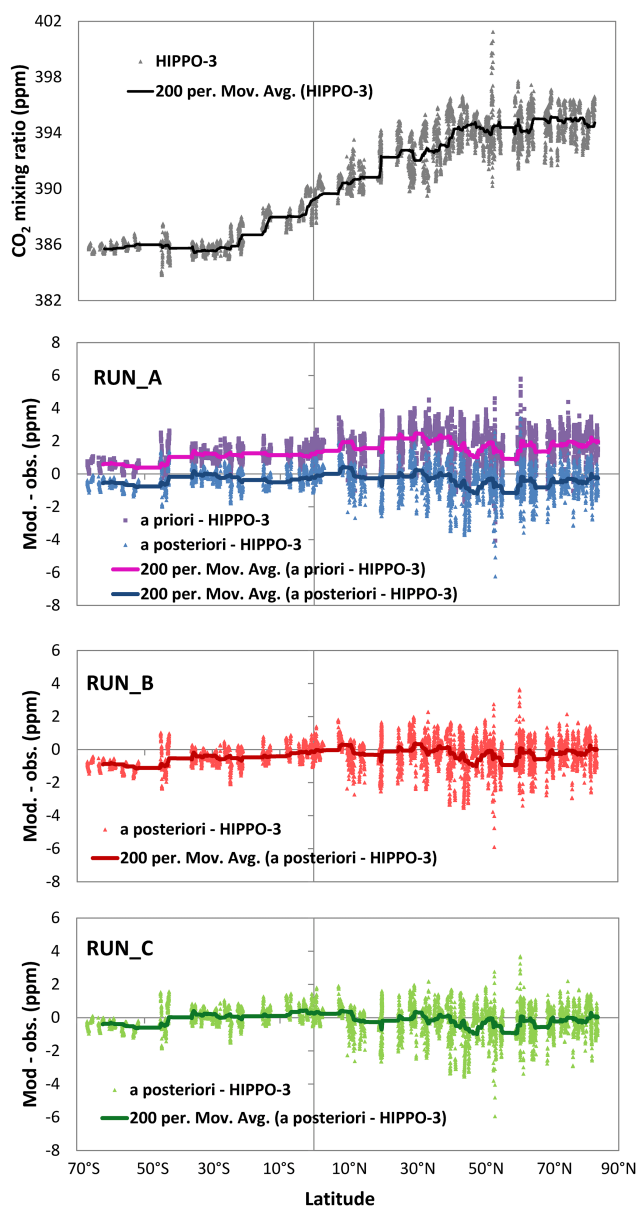 402
398
394
390
386
382
CO2 mixing ratio (ppm)
HIPPO-3
200 per. Mov. Avg. (HIPPO-3)
8
6
4
2
0
-2
-4
-6
-8
Mod. - obs. (ppm)
RUN_A
a priori - HIPPO-3
a posteriori - HIPPO-3
200 per. Mov. Avg. (a priori - HIPPO-3)
200 per. Mov. Avg. (a posteriori - HIPPO-3)
6
4
2
0
-2
-4
-6
-8
Mod. - obs. (ppm)
RUN_B
a posteriori - HIPPO-3
200 per. Mov. Avg. (a posteriori - HIPPO-3)
6
4
2
0
-2
-4
-6
-8
Mod - obs. (ppm)
RUN_C
a posteriori - HIPPO-3
200 per. Mov. Avg. (a posteriori - HIPPO-3)
70°S 50°S 30°S 10°S 10°N 30°N 50°N 70°N 90°N
Latitude